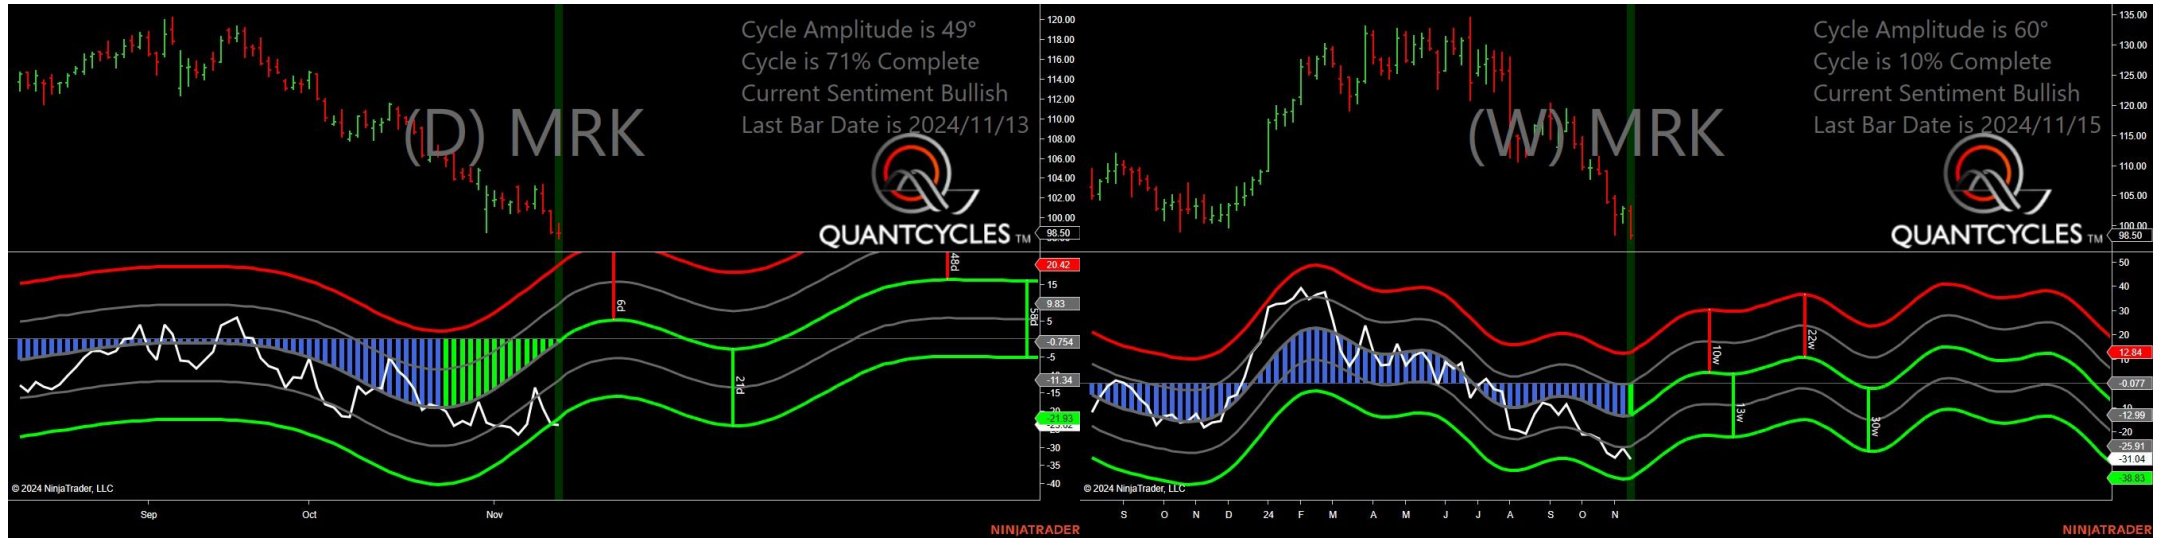 Cycle Amplitude is 49°
Cycle is 71% Complete
Current Sentiment Bullish
Last Bar Date is 2024/11/13
(D) MRK
QUANTCYCLES TM
120.00
118.00
116.00
114.00
112.00
110.00
108.00
106.00
104.00
102.00
100.00
98.50
6d
21d
48d
58d
20.42
15
9.83
5
-0.754
-5
-11.34
-15
-21.93
-30
-35
-40
© 2024 NinjaTrader, LLC
Sep
Oct
Nov
NINJATRADER
Cycle Amplitude is 60°
Cycle is 10% Complete
Current Sentiment Bullish
Last Bar Date is 2024/11/15
(W) MRK
QUANTCYCLES TM
135.00
130.00
125.00
120.00
115.00
110.00
105.00
100.00
98.50
10w
13w
22w
30w
50
40
30
20
12.84
-0.077
-12.99
-20
-25.91
-31.04
-38.83
© 2024 NinjaTrader, LLC
S O N D 24 F M A M J J A S O N
NINJATRADER